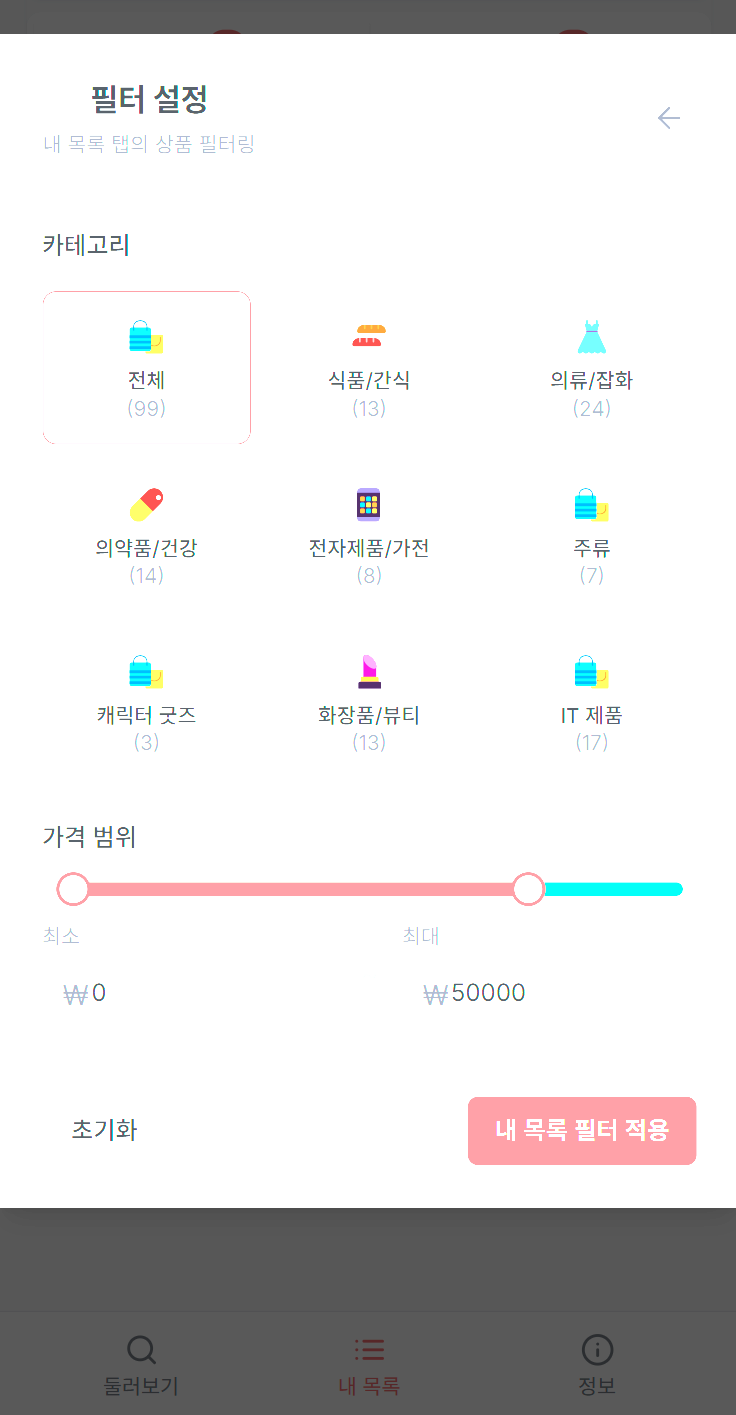 필터 설정
내 목록 탭의 상품 필터링
카테고리
전체
(99)
식품/간식
(13)
의류/잡화
(24)
의약품/건강
(14)
전자제품/가전
(8)
주류
(7)
캐릭터 굿즈
(3)
화장품/뷰티
(13)
IT 제품
(17)
가격 범위
최소
최대
₩0
₩50000
초기화
내 목록 필터 적용
둘러보기
내 목록
정보